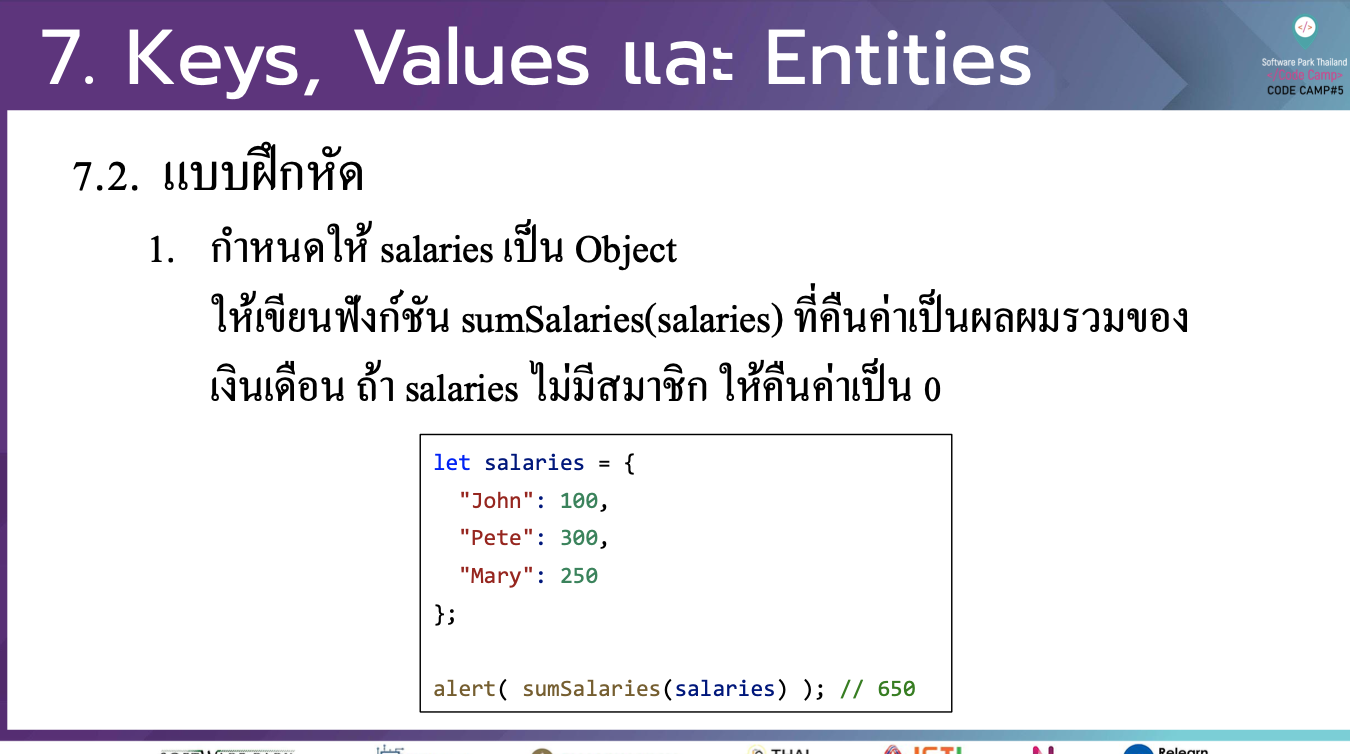 7. Keys, Values และ Entities
</>
Software Park Thailand
</Code Camp>
CODE CAMP#5
7.2. แบบฝึกหัด
1. กำหนดให้ salaries เป็น Object
ให้เขียนฟังก์ชัน sumSalaries(salaries) ที่คืนค่าเป็นผลผมรวมของ
เงินเดือน ถ้า salaries ไม่มีสมาชิก ให้คืนค่าเป็น 0
let salaries = {
"John": 100,
"Pete": 300,
"Mary": 250
};
alert( sumSalaries(salaries) ); // 650
THAI
Relearn